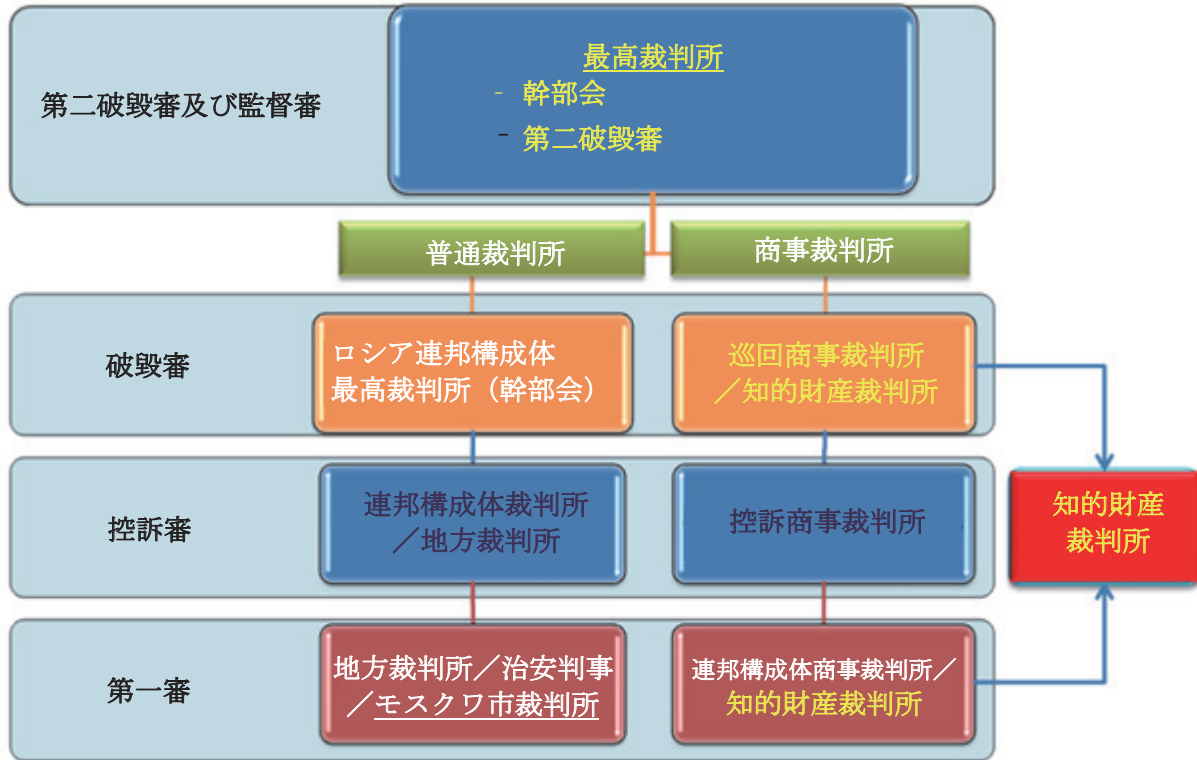 第二破毀審及び監督審
最高裁判所
- 幹部会
- 第二破毀審
普通裁判所
商事裁判所
破毀審
ロシア連邦構成体
最高裁判所（幹部会）
巡回商事裁判所
／知的財産裁判所
控訴審
連邦構成体裁判所
／地方裁判所
控訴商事裁判所
知的財産
裁判所
第一審
地方裁判所／治安判事
／モスクワ市裁判所
連邦構成体商事裁判所／
知的財産裁判所